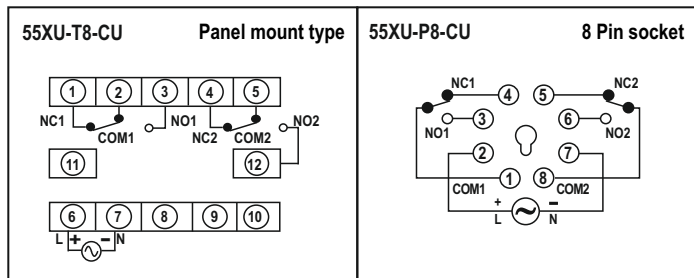 55XU-T8-CU Panel mount type
1 2 3 4 5
NC1 COM1 NO1 NC2 COM2 NO2
11 12
6 7 8 9 10
L + - N
55XU-P8-CU 8 Pin socket
NC1 4 5 NC2
NO1 3 6 NO2
2 7
COM1 1 8 COM2
+ -
L N